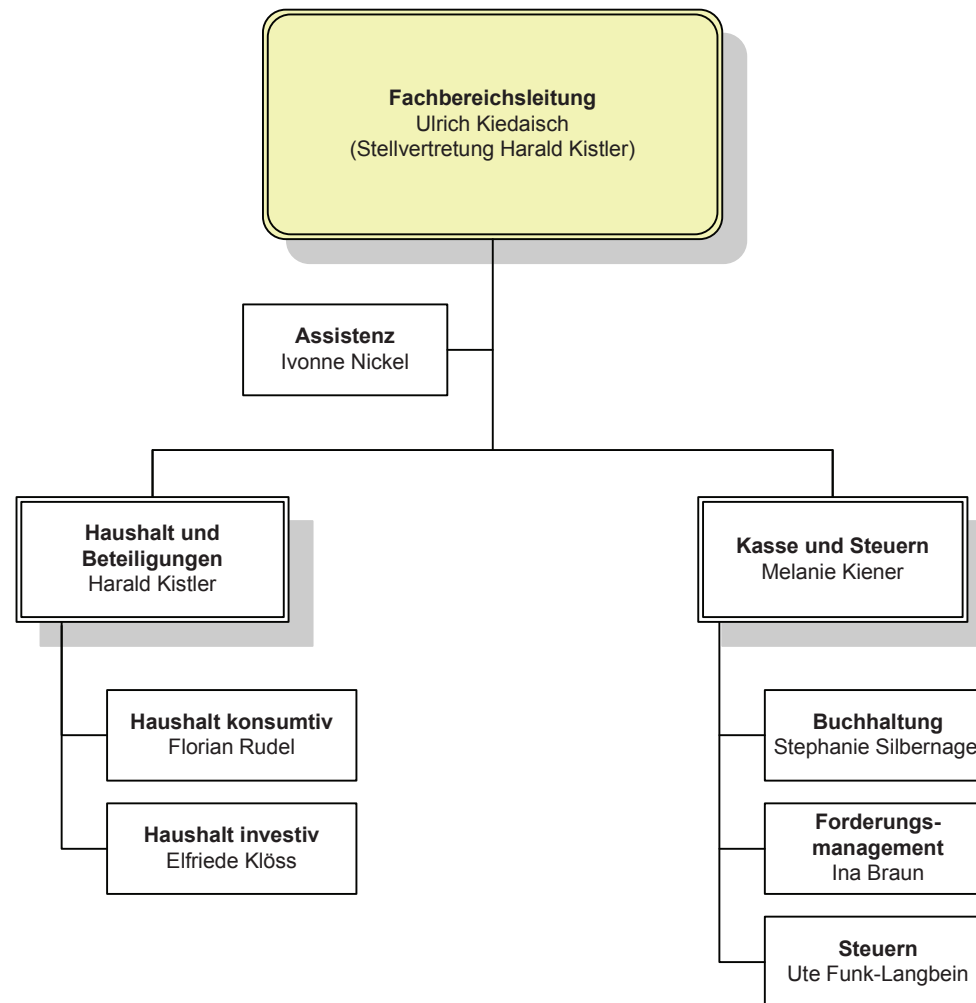 Fachbereichsleitung
Ulrich Kiedaisch
(Stellvertretung Harald Kistler)
Assistenz
Ivonne Nickel
Haushalt und
Beteiligungen
Harald Kistler
Kasse und Steuern
Melanie Kiener
Haushalt konsumtiv
Florian Rudel
Haushalt investiv
Elfriede Klöss
Buchhaltung
Stephanie Silbernage
Forderungs-
management
Ina Braun
Steuern
Ute Funk-Langbein